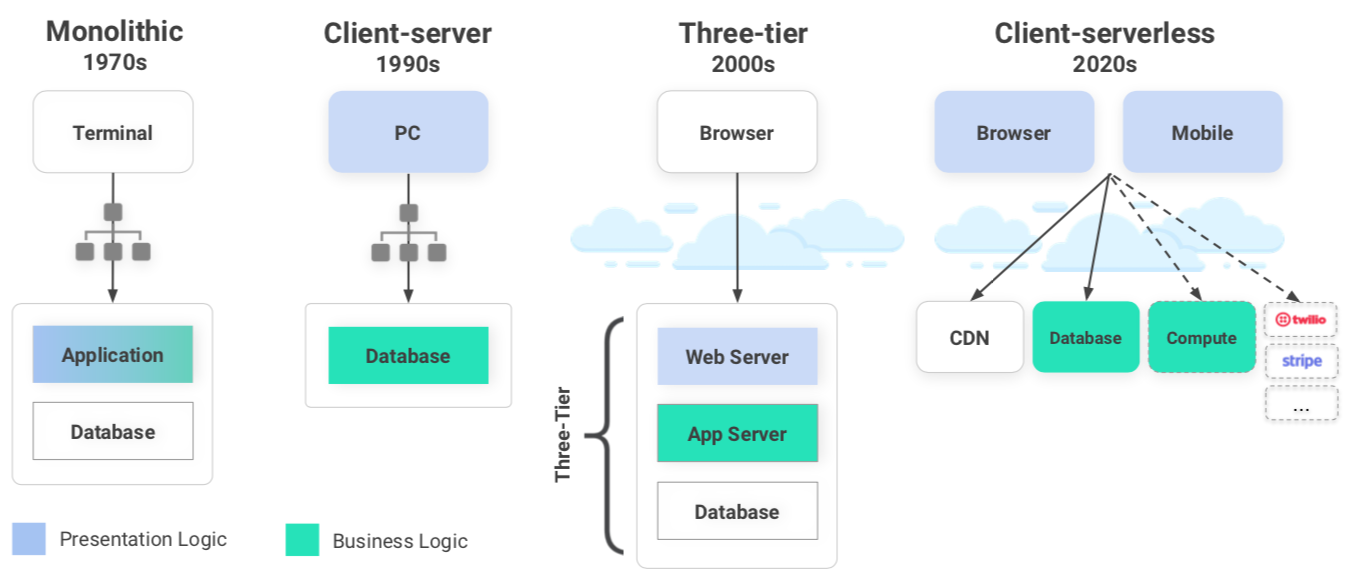 Monolithic
1970s
Terminal
Application
Database
Client-server
1990s
PC
Database
Three-tier
2000s
Browser
Three-Tier
Web Server
App Server
Database
Client-serverless
2020s
Browser
Mobile
CDN
Database
Compute
twilio
stripe
...
Presentation Logic
Business Logic